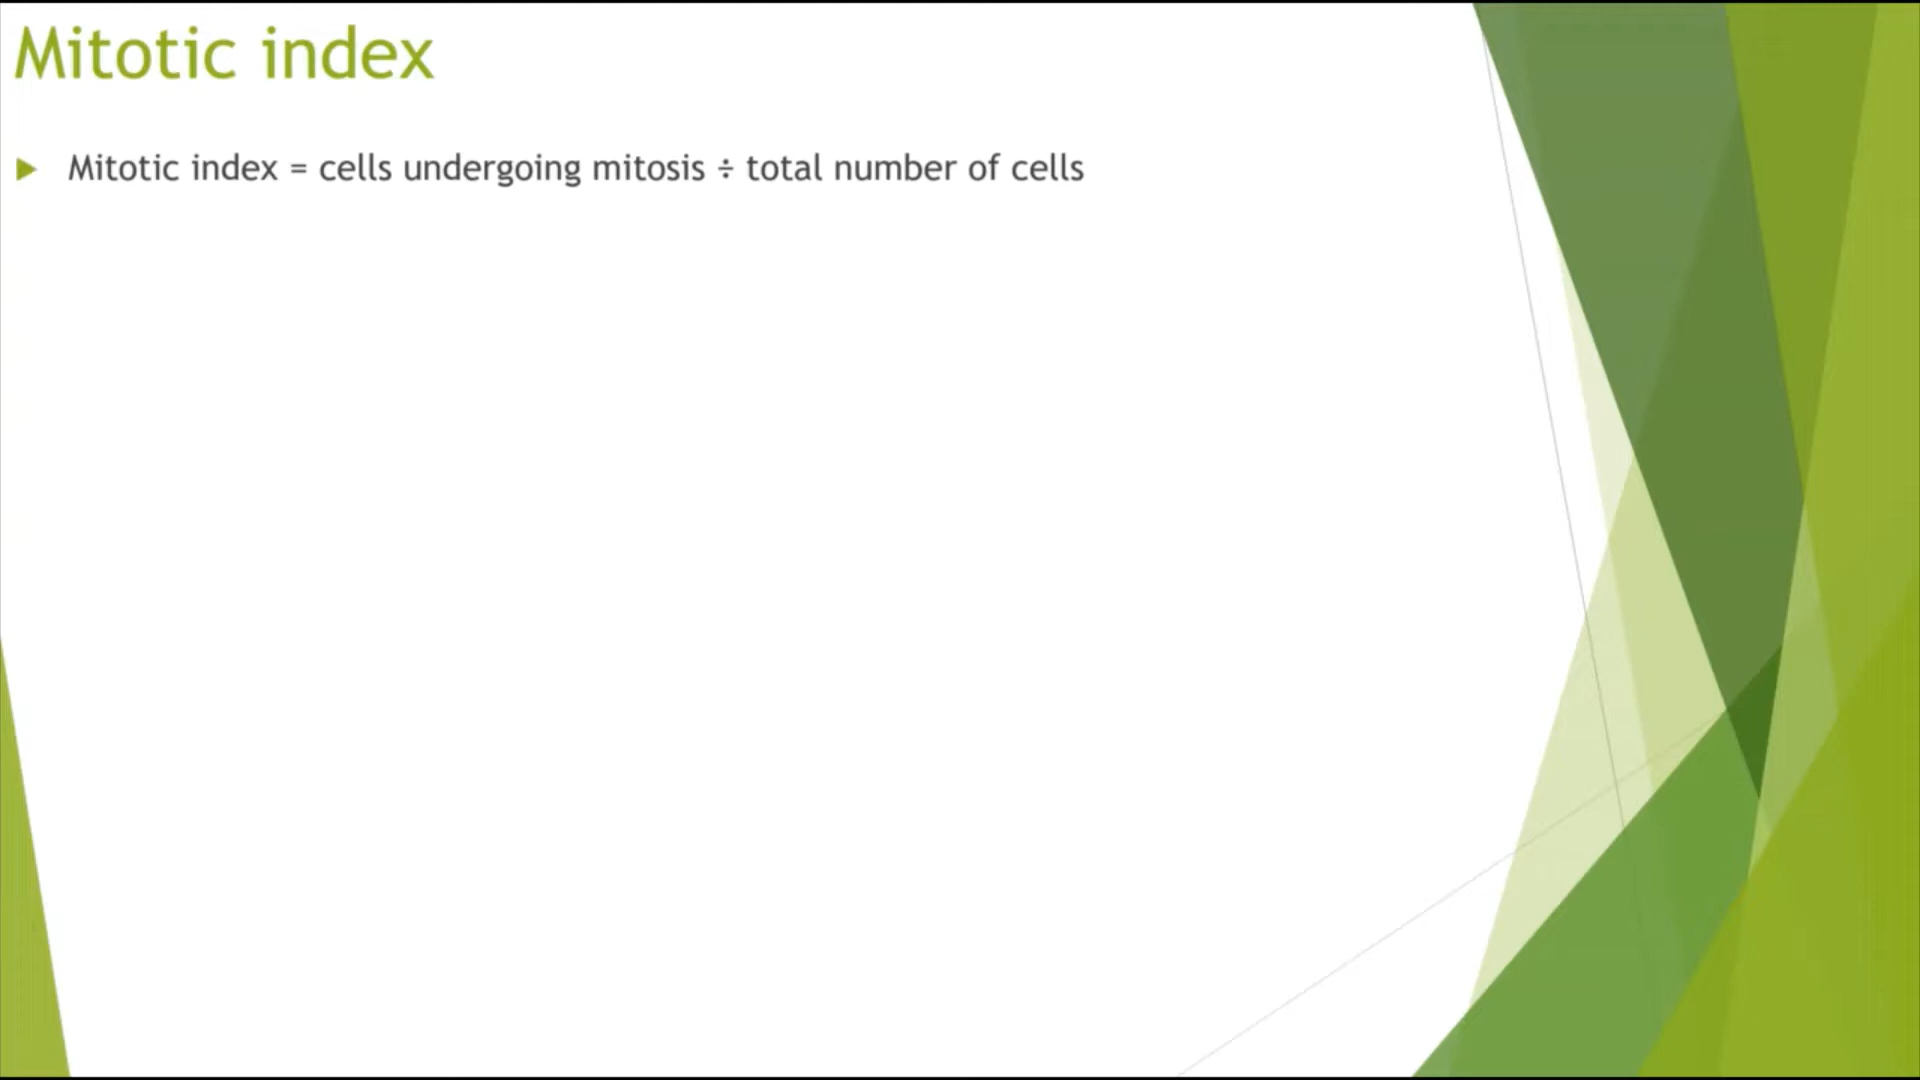 Mitotic index
Mitotic index = cells undergoing mitosis ÷ total number of cells